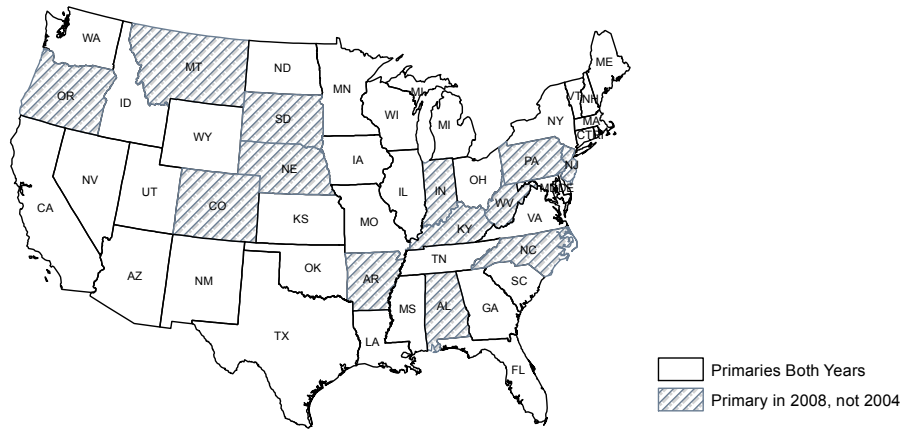 WA
MT
ND
MN
ME
OR
ID
SD
WI
MI
MI
VT
NH
NY
MA
CT
RI
WY
NE
IA
PA
NJ
NV
UT
CO
IL
IN
OH
MD
DE
CA
KS
MO
WV
VA
KY
NC
AZ
NM
OK
AR
TN
SC
TX
LA
MS
AL
GA
FL
Primaries Both Years
Primary in 2008, not 2004